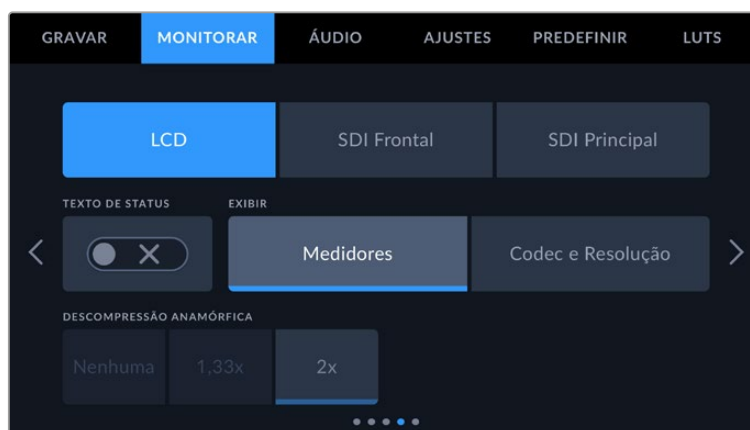 GRAVAR MONITORAR ÁUDIO AJUSTES PREDEFINIR LUTS
LCD SDI Frontal SDI Principal
TEXTO DE STATUS EXIBIR
Medidores Codec e Resolução
DESCOMPRESSÃO ANAMÓRFICA
Nenhuma 1,33x 2x